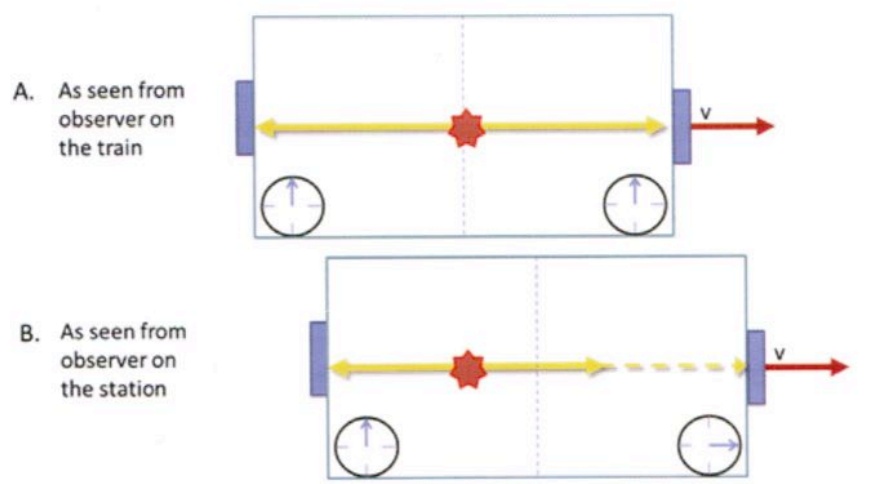 A. As seen from
observer on
the train
v
B. As seen from
observer on
the station
v